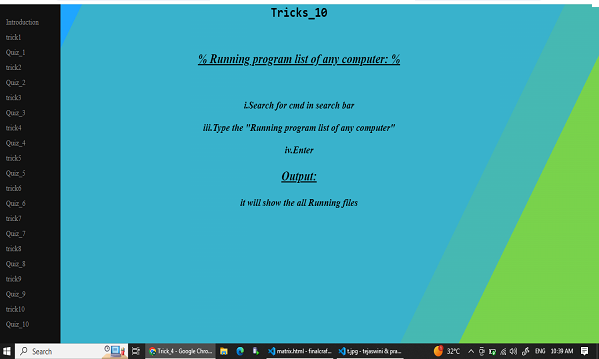 Tricks_10
Introduction
trick1
Quiz_1
trick2
Quiz_2
trick3
Quiz_3
trick4
Quiz_4
trick5
Quiz_5
trick6
Quiz_6
trick7
Quiz_7
trick8
Quiz_8
trick9
Quiz_9
trick10
Quiz_10
% Running program list of any computer: %
i.Search for cmd in search bar
iii.Type the "Running program list of any computer"
iv.Enter
Output:
it will show the all Running files
Search
Trick_4 - Google Chro...
matrix.html - finalcraf...
t.jpg - tejaswini & pra...
32°C
ENG
10:39 AM